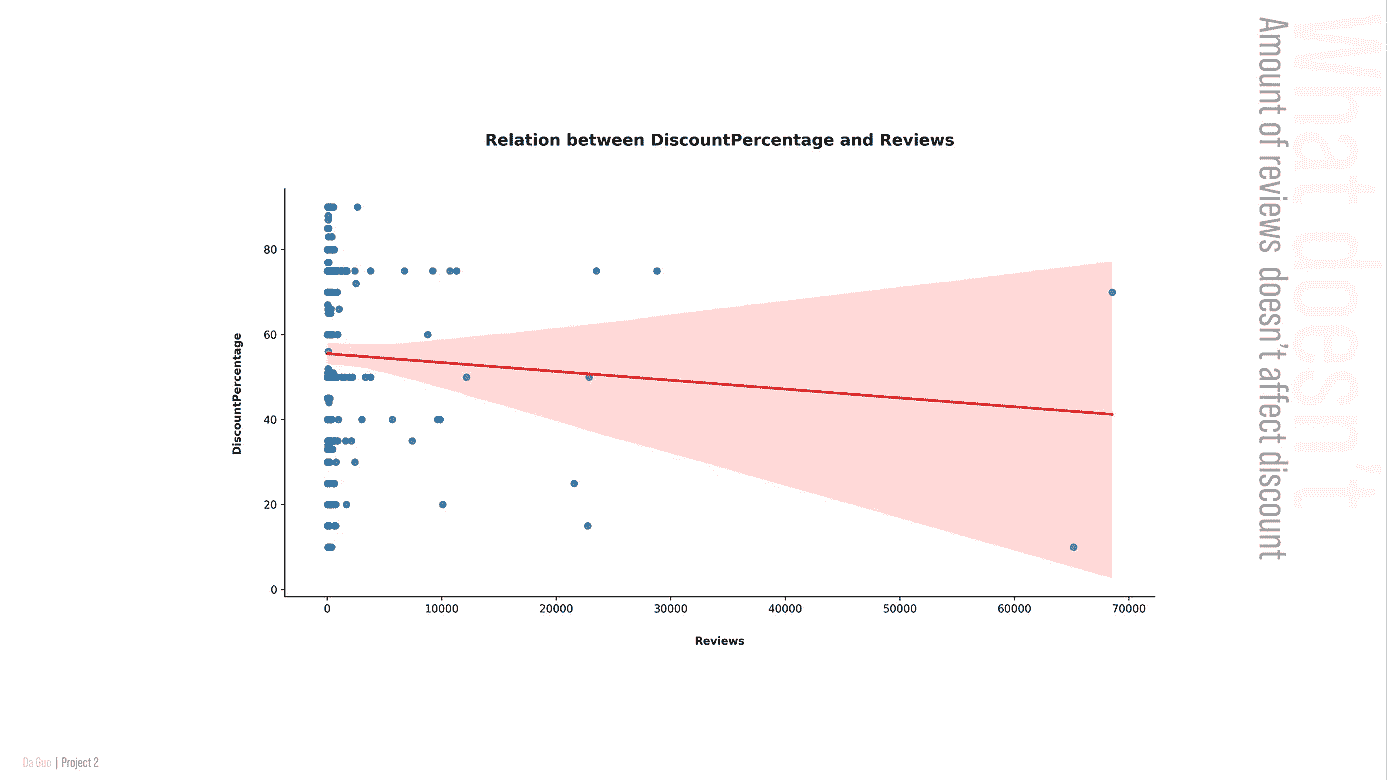 What doesn't
Amount of reviews doesn't affect discount
Relation between DiscountPercentage and Reviews
DiscountPercentage
80
60
40
20
0
0 10000 20000 30000 40000 50000 60000 70000
Reviews
Da Guo | Project 2